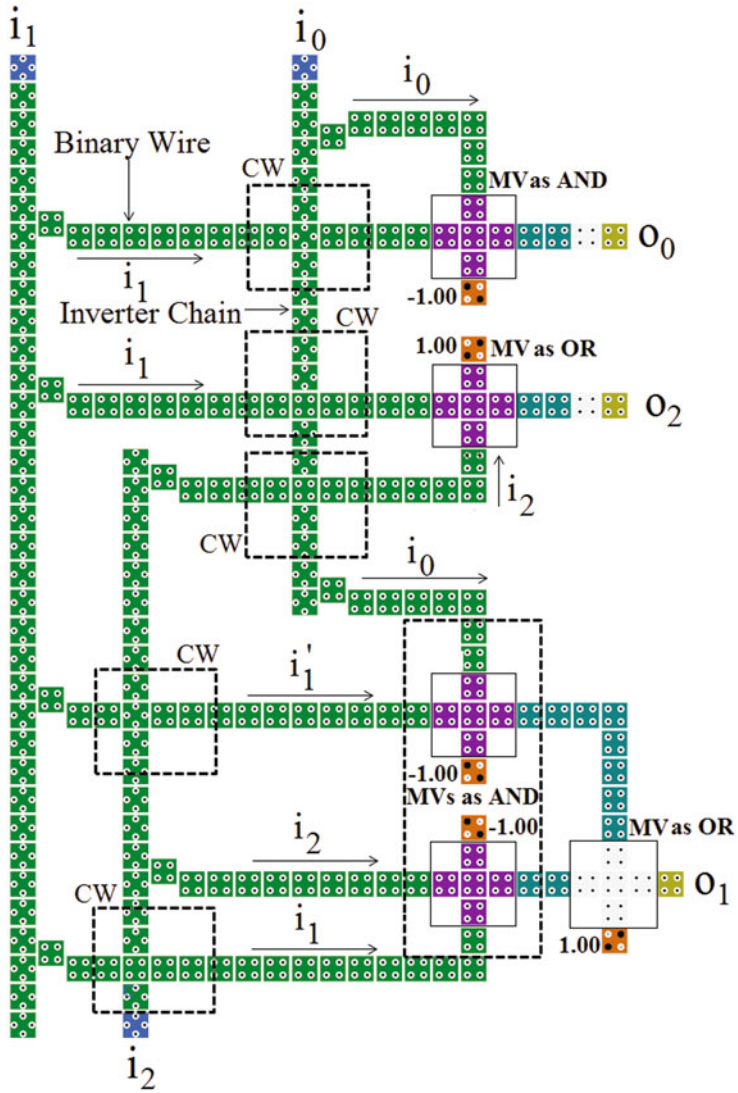 i₁
i₀
i₀
Binary Wire
CW
MV as AND
i₁
o₀
-1.00
Inverter Chain
CW
1.00
MV as OR
i₁
o₂
i₂
CW
i₀
CW
i₁'
-1.00
MVs as AND
-1.00
MV as OR
i₂
o₁
CW
i₁
1.00
i₂